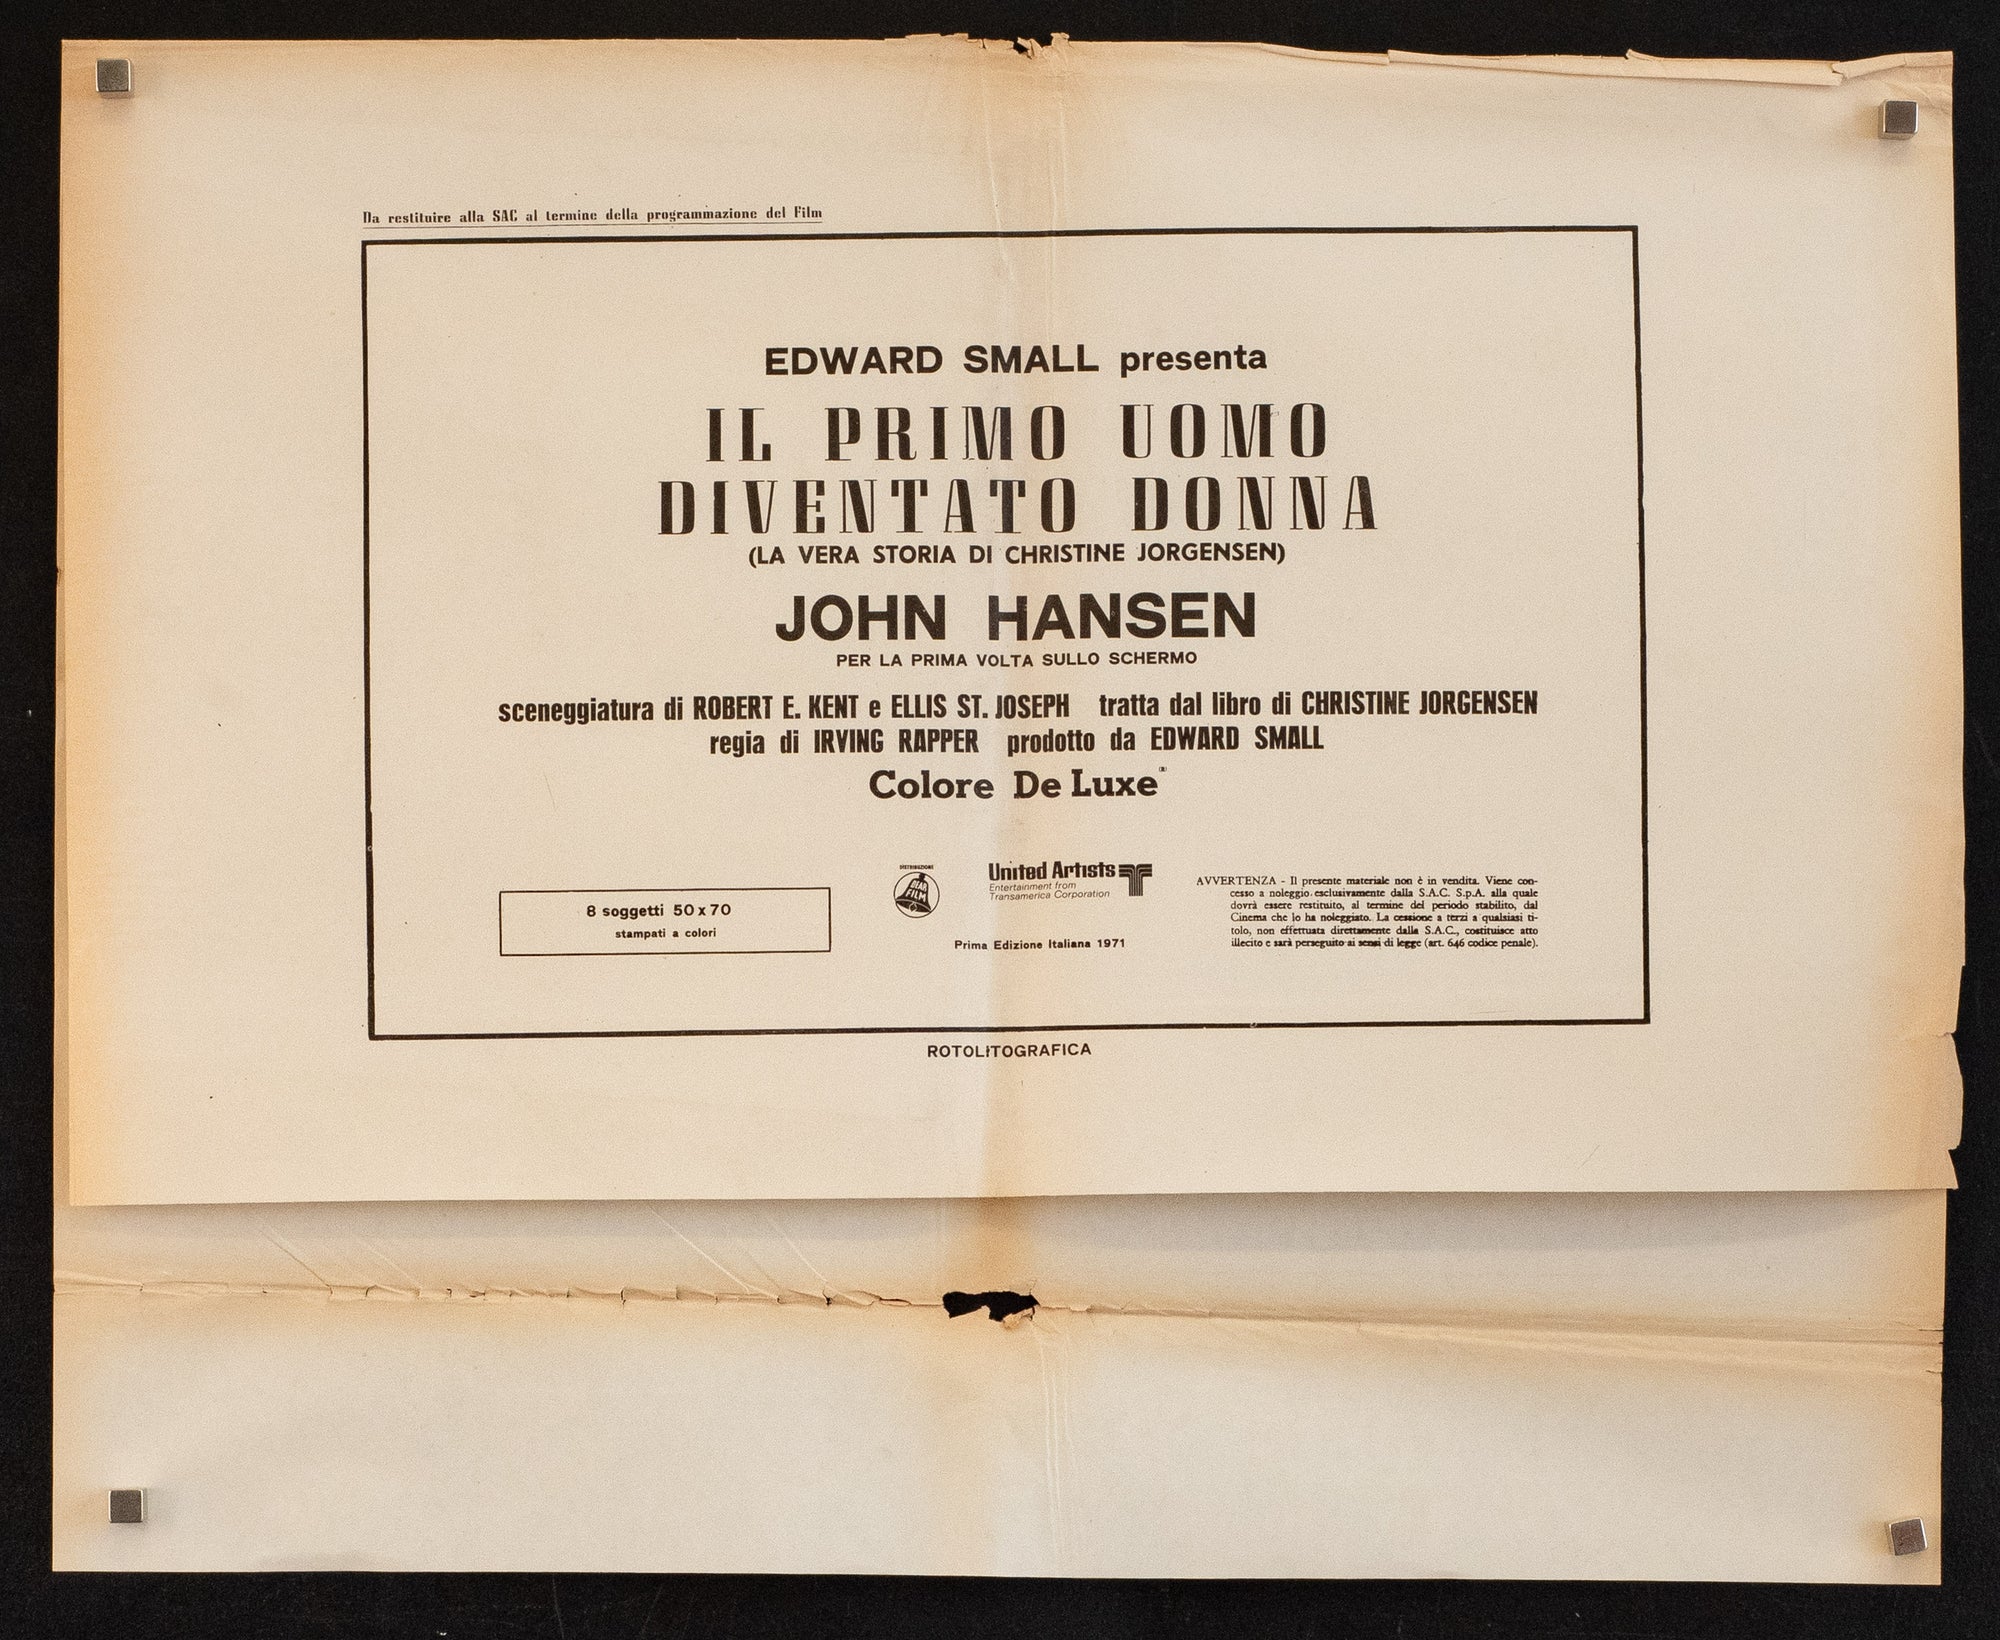 Da restituire alla SAC al termine della programmazione del Film
EDWARD SMALL presenta
IL PRIMO UOMO
DIVENTATO DONNA
(LA VERA STORIA DI CHRISTINE JORGENSEN)
JOHN HANSEN
PER LA PRIMA VOLTA SULLO SCHERMO
sceneggiatura di ROBERT E. KENT e ELLIS ST. JOSEPH tratta dal libro di CHRISTINE JORGENSEN
regia di IRVING RAPPER prodotto da EDWARD SMALL
Colore De Luxe®
8 soggetti 50x70
stampati a colori
DISTRIBUZIONE
DEAR
FILM
United Artists
Entertainment from
Transamerica Corporation
Prima Edizione Italiana 1971
AVVERTENZA - Il presente materiale non è in vendita. Viene con-
cesso a noleggio esclusivamente dalla S.A.C. S.p.A. alla quale
dovrà essere restituito, al termine del periodo stabilito, dal
Cinema che lo ha noleggiato. La cessione a terzi a qualsiasi ti-
tolo, non effettuata direttamente dalla S.A.C., costituisce atto
illecito e sarà perseguito ai sensi di legge (art. 646 codice penale).
ROTOLITOGRAFICA